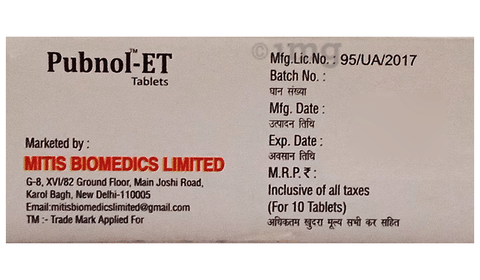 Pubnol-ET™
Tablets
Marketed by :
MITIS BIOMEDICS LIMITED
G-8, XVI/82 Ground Floor, Main Joshi Road,
Karol Bagh, New Delhi-110005
Email:mitisbiomedicslimited@gmail.com
TM :- Trade Mark Applied For
©1mg
Mfg.Lic.No. : 95/UA/2017
Batch No. :
घान संख्या
Mfg. Date :
उत्पादन तिथि
Exp. Date :
अवसान तिथि
M.R.P. ₹ :
Inclusive of all taxes
(For 10 Tablets)
अधिकतम खुदरा मूल्य सभी कर सहित